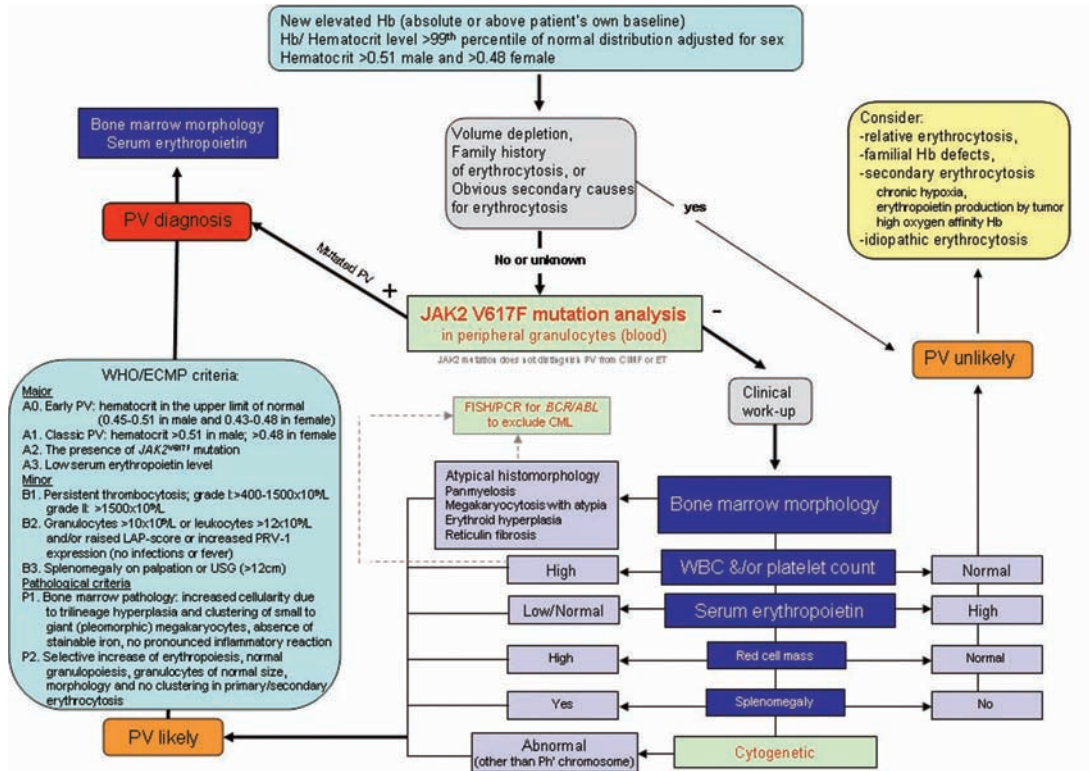 New elevated Hb (absolute or above patient's own baseline)
Hb/ Hematocrit level >99th percentile of normal distribution adjusted for sex
Hematocrit >0.51 male and >0.48 female
Bone marrow morphology
Serum erythropoietin
Volume depletion,
Family history
of erythrocytosis, or
Obvious secondary causes
for erythrocytosis
Consider:
-relative erythrocytosis,
-familial Hb defects,
-secondary erythrocytosis
chronic hypoxia,
erythropoietin production by tumor
high oxygen affinity Hb
-idiopathic erythrocytosis
yes
PV diagnosis
No or unknown
Mutated PV
+
JAK2 V617F mutation analysis
in peripheral granulocytes (blood)
-
JAK2 mutation does not distinguish PV from CIMF or ET
PV unlikely
WHO/ECMP criteria:
Major
A0. Early PV: hematocrit in the upper limit of normal
(0.45-0.51 in male and 0.43-0.48 in female)
A1. Classic PV: hematocrit >0.51 in male; >0.48 in female
A2. The presence of JAK2V617F mutation
A3. Low serum erythropoietin level
Minor
B1. Persistent thrombocytosis; grade I:>400-1500x10⁹/L
grade II: >1500x10⁹/L
B2. Granulocytes >10x10⁹/L or leukocytes >12x10⁹/L
and/or raised LAP-score or increased PRV-1
expression (no infections or fever)
B3. Splenomegaly on palpation or USG (>12cm)
Pathological criteria
P1. Bone marrow pathology: increased cellularity due
to trilineage hyperplasia and clustering of small to
giant (pleomorphic) megakaryocytes, absence of
stainable iron, no pronounced inflammatory reaction
P2. Selective increase of erythropoiesis, normal
granulopoiesis, granulocytes of normal size,
morphology and no clustering in primary/secondary
erythrocytosis
PV likely
Clinical
work-up
FISH/PCR for BCR/ABL
to exclude CML
Atypical histomorphology
Panmyelosis
Megakaryocytosis with atypia
Erythroid hyperplasia
Reticulin fibrosis
Bone marrow morphology
High
WBC &/or platelet count
Normal
Low/Normal
Serum erythropoietin
High
High
Red cell mass
Normal
Yes
Splenomegaly
No
Abnormal
(other than Ph' chromosome)
Cytogenetic